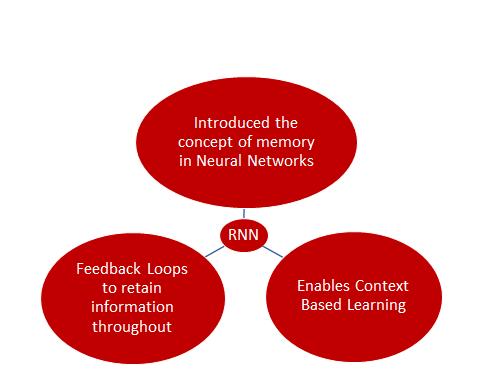 Introduced the
concept of memory
in Neural Networks
RNN
Feedback Loops
to retain
information
throughout
Enables Context
Based Learning